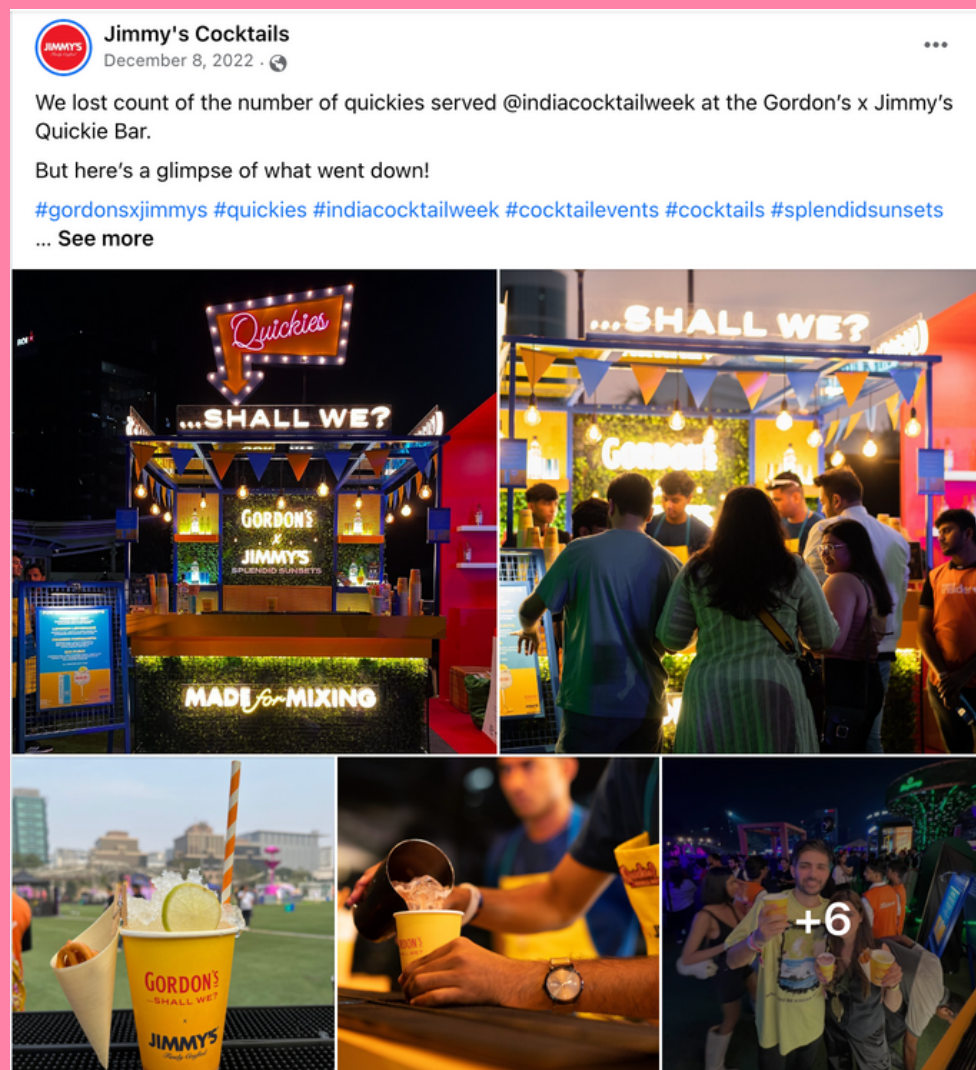 JIMMY'S
Jimmy's Cocktails
December 8, 2022 ·
We lost count of the number of quickies served @indiacocktailweek at the Gordon's x Jimmy's
Quickie Bar.
But here's a glimpse of what went down!
#gordonsxjimmys #quickies #indiacocktailweek #cocktailevents #cocktails #splendidsunsets
... See more
Quickies
...SHALL WE?
GORDON'S
X
JIMMY'S
SPLENDID SUNSETS
MADE for MIXING
...SHALL WE?
GORDON'S
GORDON'S
...SHALL WE?
x
JIMMY'S
GORDON'S
+6